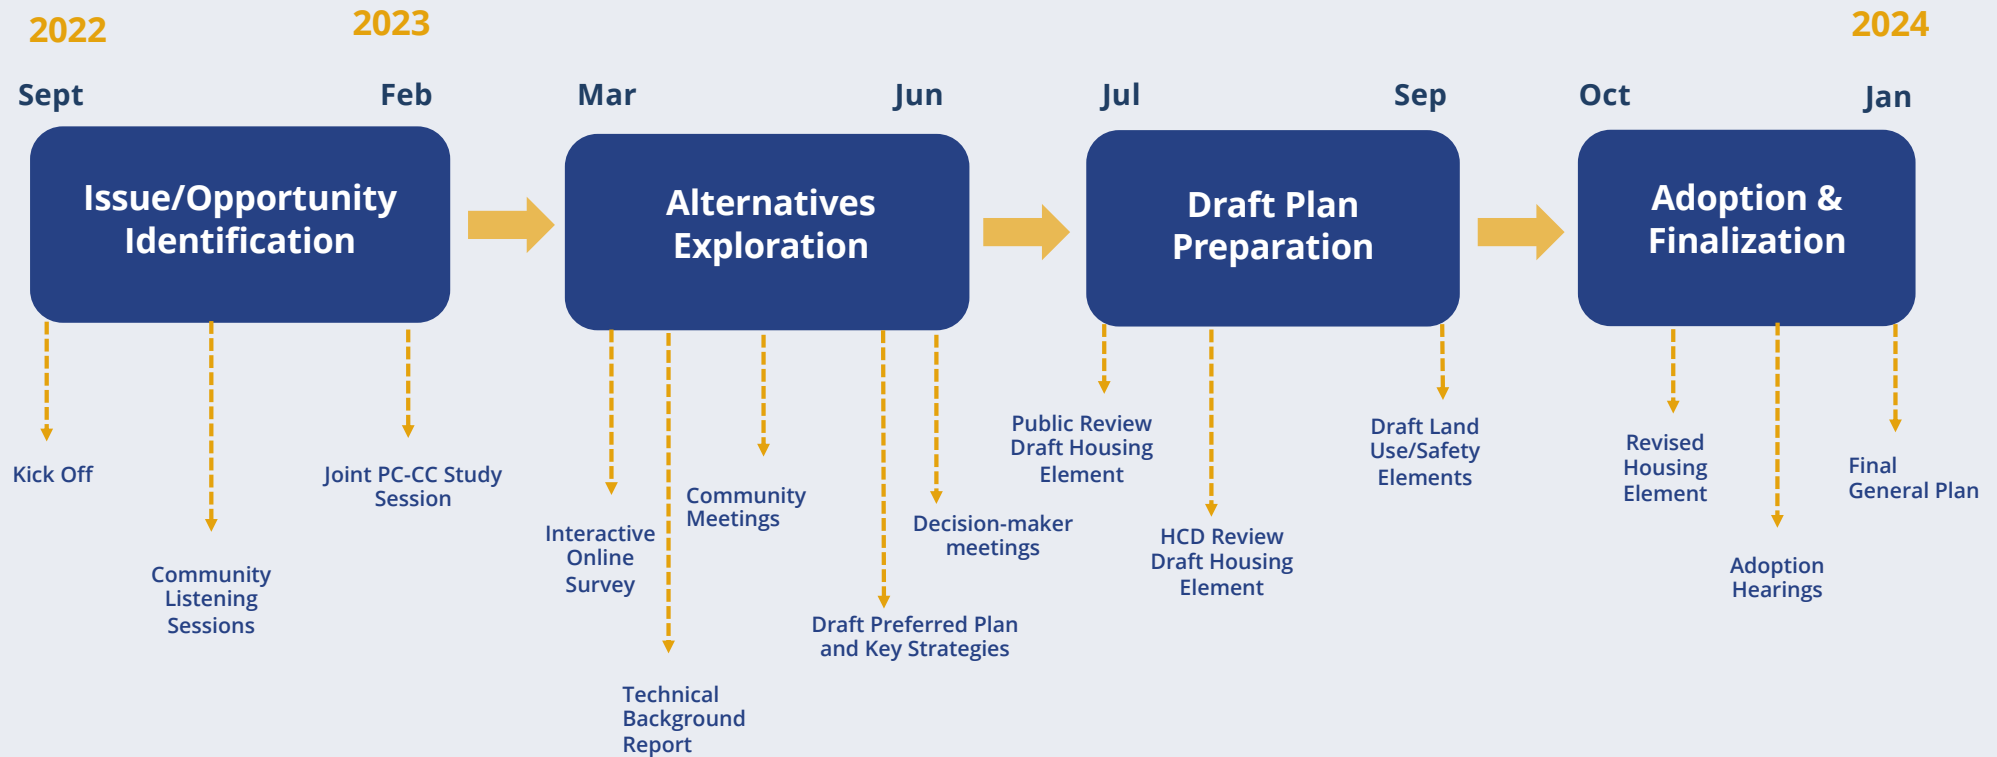 2022
2023
2024
Sept
Feb
Mar
Jun
Jul
Sep
Oct
Jan
Issue/Opportunity
Identification
Alternatives
Exploration
Draft Plan
Preparation
Adoption &
Finalization
Kick Off
Community
Listening
Sessions
Joint PC-CC Study
Session
Interactive
Online
Survey
Technical
Background
Report
Community
Meetings
Draft Preferred Plan
and Key Strategies
Decision-maker
meetings
Public Review
Draft Housing
Element
HCD Review
Draft Housing
Element
Draft Land
Use/Safety
Elements
Revised
Housing
Element
Adoption
Hearings
Final
General Plan